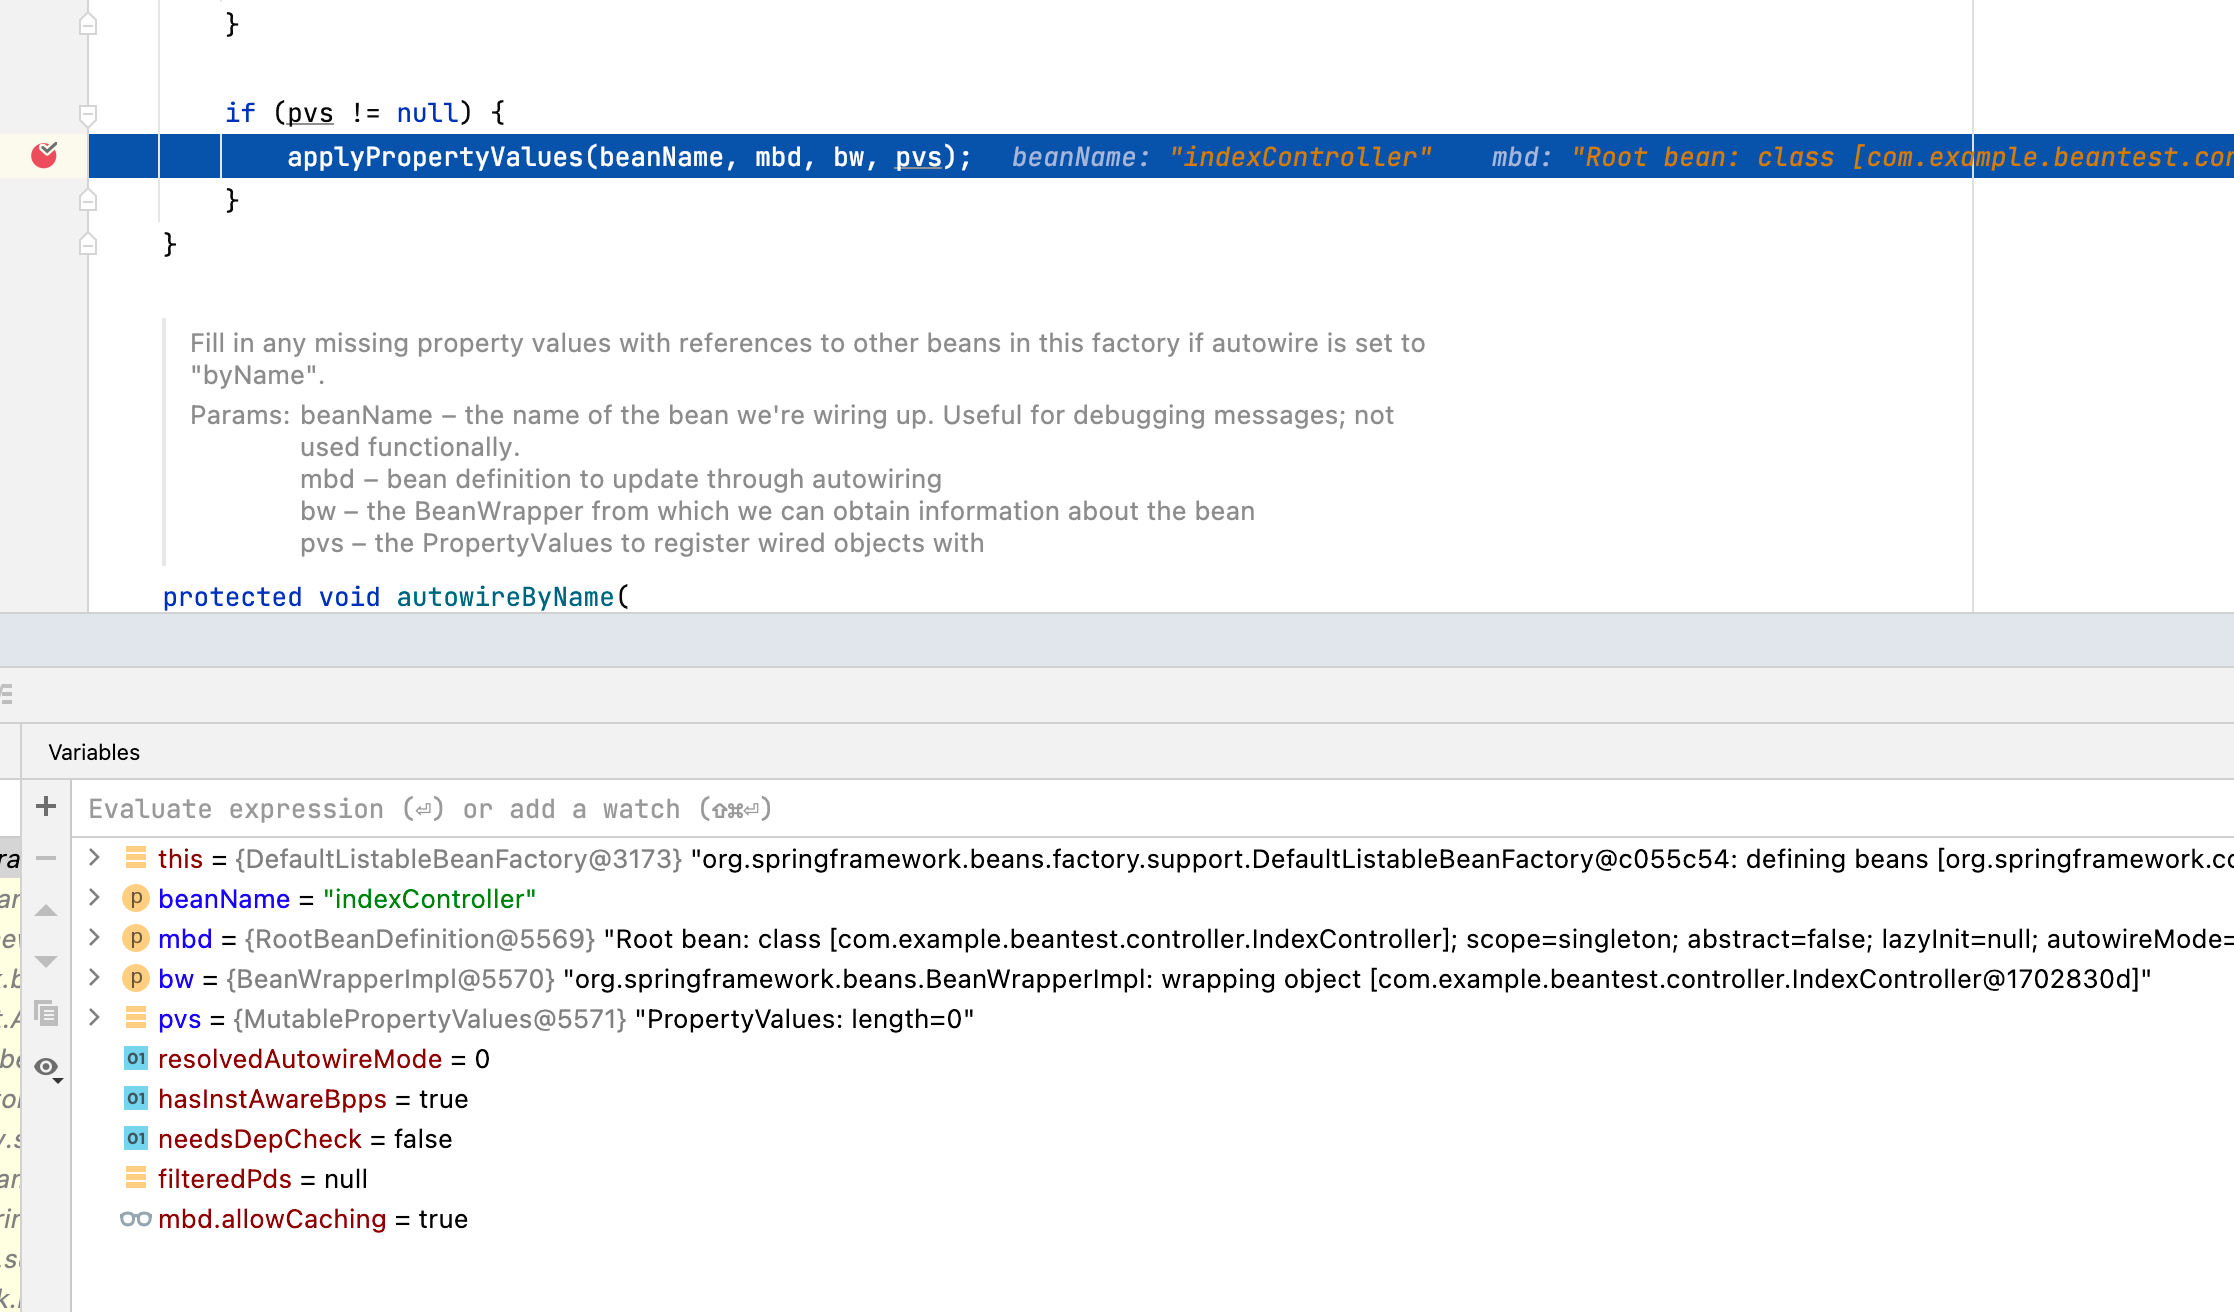 }
if (pvs != null) {
applyPropertyValues(beanName, mbd, bw, pvs); beanName: "indexController" mbd: "Root bean: class [com.example.beantest.con
}
}
Fill in any missing property values with references to other beans in this factory if autowire is set to
"byName".
Params: beanName – the name of the bean we're wiring up. Useful for debugging messages; not
used functionally.
mbd – bean definition to update through autowiring
bw – the BeanWrapper from which we can obtain information about the bean
pvs – the PropertyValues to register wired objects with
protected void autowireByName(
Variables
Evaluate expression (⏎) or add a watch (⇧⌘⏎)
this = {DefaultListableBeanFactory@3173} "org.springframework.beans.factory.support.DefaultListableBeanFactory@c055c54: defining beans [org.springframework.co
p beanName = "indexController"
p mbd = {RootBeanDefinition@5569} "Root bean: class [com.example.beantest.controller.IndexController]; scope=singleton; abstract=false; lazyInit=null; autowireMode=
p bw = {BeanWrapperImpl@5570} "org.springframework.beans.BeanWrapperImpl: wrapping object [com.example.beantest.controller.IndexController@1702830d]"
pvs = {MutablePropertyValues@5571} "PropertyValues: length=0"
01 resolvedAutowireMode = 0
01 hasInstAwareBpps = true
01 needsDepCheck = false
filteredPds = null
mbd.allowCaching = true